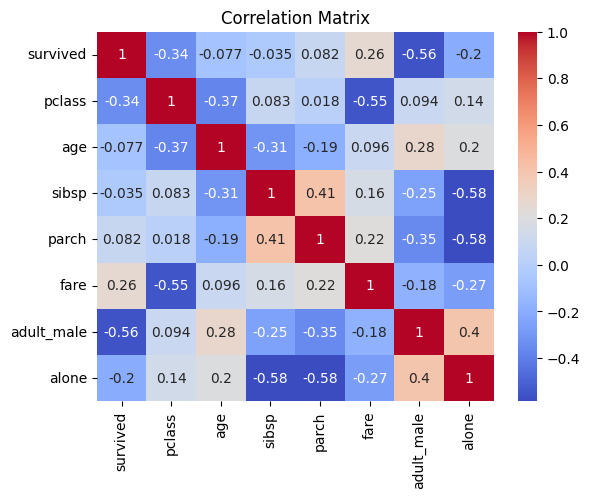 Correlation Matrix
survived 1 -0.34 -0.077 -0.035 0.082 0.26 -0.56 -0.2
pclass -0.34 1 -0.37 0.083 0.018 -0.55 0.094 0.14
age -0.077 -0.37 1 -0.31 -0.19 0.096 0.28 0.2
sibsp -0.035 0.083 -0.31 1 0.41 0.16 -0.25 -0.58
parch 0.082 0.018 -0.19 0.41 1 0.22 -0.35 -0.58
fare 0.26 -0.55 0.096 0.16 0.22 1 -0.18 -0.27
adult_male -0.56 0.094 0.28 -0.25 -0.35 -0.18 1 0.4
alone -0.2 0.14 0.2 -0.58 -0.58 -0.27 0.4 1
survived pclass age sibsp parch fare adult_male alone
1.0
0.8
0.6
0.4
0.2
0.0
−0.2
−0.4